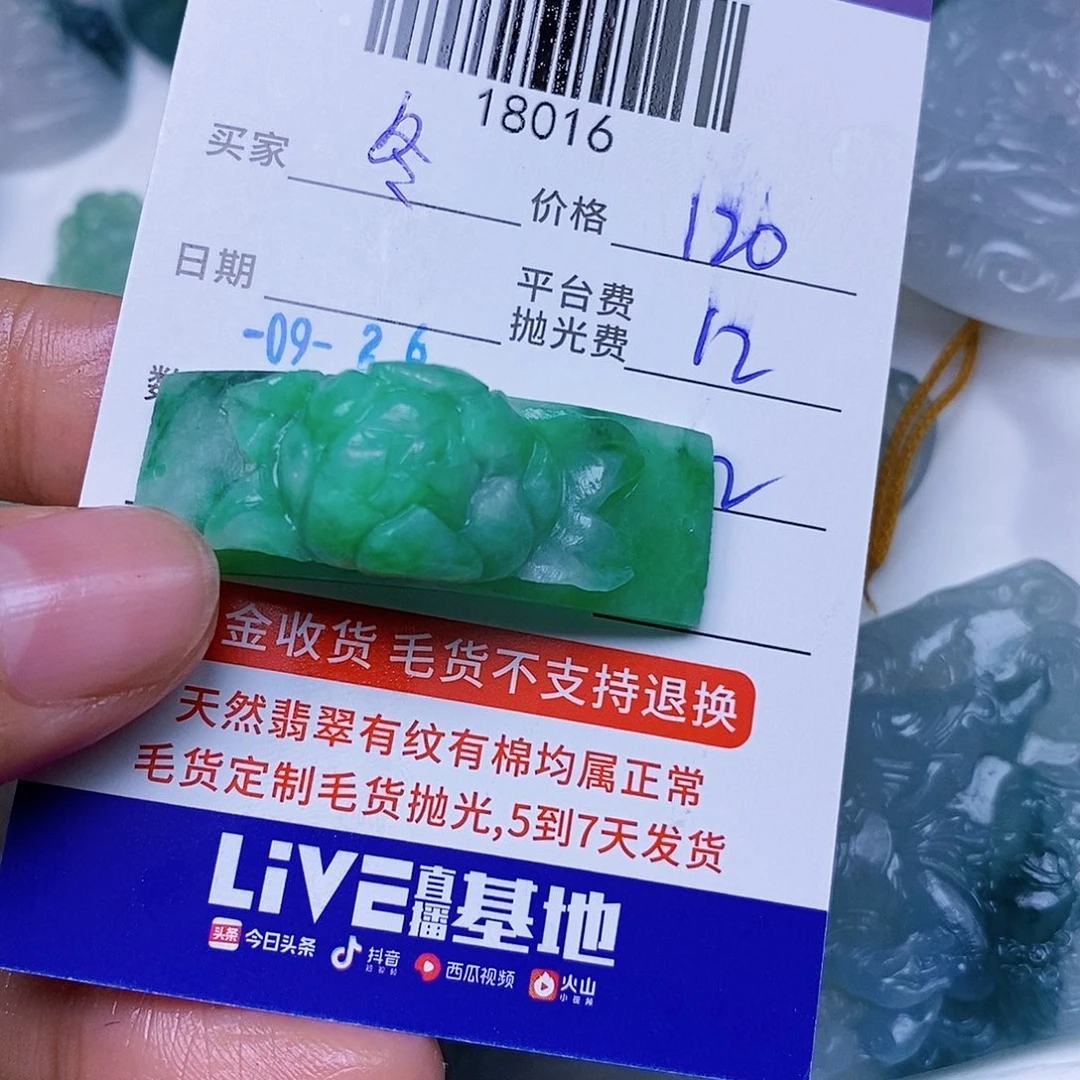 18016
买家 冬
价格 120
日期 -09- 26
平台费
抛光费 12
数
2
金收货 毛货不支持退换
天然翡翠有纹有棉均属正常
毛货定制毛货抛光,5到7天发货
LiVE直播基地
头条 今日头条 抖音 西瓜视频 火山